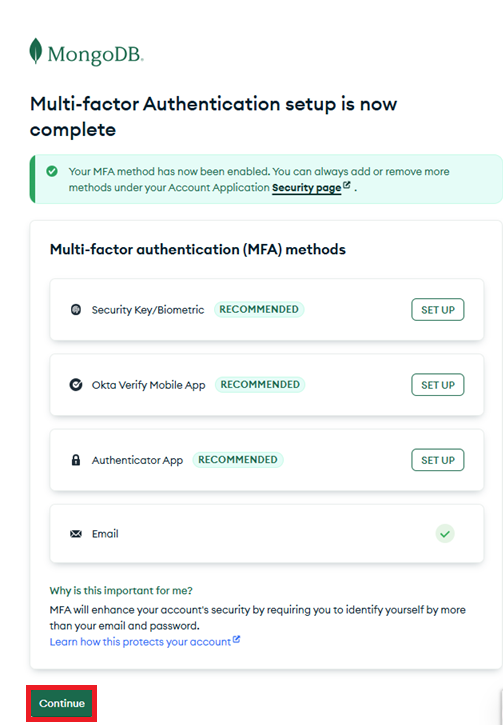 MongoDB.
Multi-factor Authentication setup is now
complete
Your MFA method has now been enabled. You can always add or remove more
methods under your Account Application Security page .
Multi-factor authentication (MFA) methods
Security Key/Biometric RECOMMENDED SET UP
Okta Verify Mobile App RECOMMENDED SET UP
Authenticator App RECOMMENDED SET UP
Email
Why is this important for me?
MFA will enhance your account's security by requiring you to identify yourself by more
than your email and password.
Learn how this protects your account
Continue